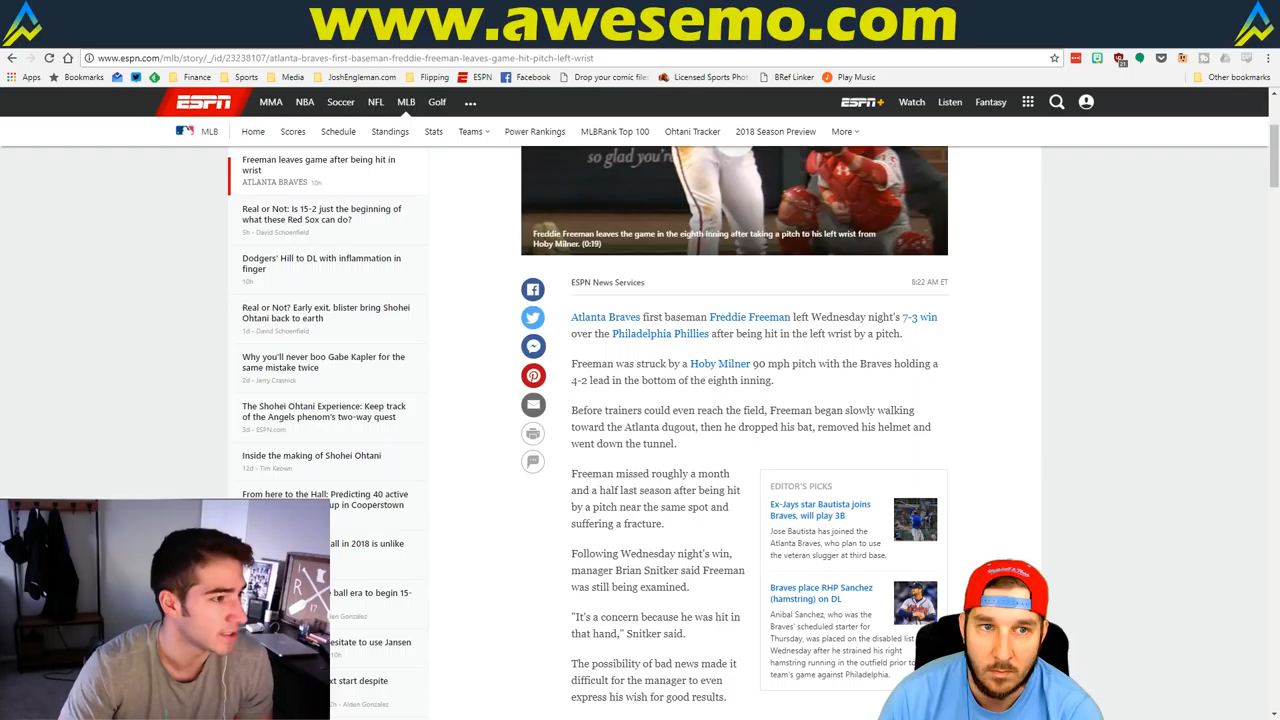 www.awesemo.com
www.espn.com/mlb/story/_/id/23238107/atlanta-braves-first-baseman-freddie-freeman-leaves-game-hit-pitch-left-wrist
Apps Bookmarks Finance Sports Media JoshEngleman.com Flipping ESPN Facebook Drop your comic files Licensed Sports Phot BRef Linker Play Music Other bookmarks
ESPN MMA NBA Soccer NFL MLB Golf ... ESPN+ Watch Listen Fantasy
MLB Home Scores Schedule Standings Stats Teams Power Rankings MLBRank Top 100 Ohtani Tracker 2018 Season Preview More
Freeman leaves game after being hit in
wrist
ATLANTA BRAVES 10h
Real or Not: Is 15-2 just the beginning of
what these Red Sox can do?
5h - David Schoenfield
Dodgers' Hill to DL with inflammation in
finger
10h
Real or Not? Early exit, blister bring Shohei
Ohtani back to earth
1d - David Schoenfield
Why you'll never boo Gabe Kapler for the
same mistake twice
2d - Jerry Crasnick
The Shohei Ohtani Experience: Keep track
of the Angels phenom's two-way quest
3d - ESPN.com
Inside the making of Shohei Ohtani
12d - Tim Keown
From here to the Hall: Predicting 40 active
up in Cooperstown
all in 2018 is unlike
ball era to begin 15-
den Gonzalez
esitate to use Jansen
10h
xt start despite
0h - Alden Gonzalez
R
so glad you're
Freddie Freeman leaves the game in the eighth inning after taking a pitch to his left wrist from
Hoby Milner. (0:19)
ESPN News Services 8:22 AM ET
Atlanta Braves first baseman Freddie Freeman left Wednesday night's 7-3 win
over the Philadelphia Phillies after being hit in the left wrist by a pitch.
Freeman was struck by a Hoby Milner 90 mph pitch with the Braves holding a
4-2 lead in the bottom of the eighth inning.
Before trainers could even reach the field, Freeman began slowly walking
toward the Atlanta dugout, then he dropped his bat, removed his helmet and
went down the tunnel.
Freeman missed roughly a month
and a half last season after being hit
by a pitch near the same spot and
suffering a fracture.
Following Wednesday night's win,
manager Brian Snitker said Freeman
was still being examined.
"It's a concern because he was hit in
that hand," Snitker said.
The possibility of bad news made it
difficult for the manager to even
express his wish for good results.
EDITOR'S PICKS
Ex-Jays star Bautista joins
Braves, will play 3B
Jose Bautista has joined the
Atlanta Braves, who plan to use
the veteran slugger at third base.
Braves place RHP Sanchez
(hamstring) on DL
Anibal Sanchez, who was the
Braves' scheduled starter for
Thursday, was placed on the disabled list
Wednesday after he strained his right
hamstring running in the outfield prior to
team's game against Philadelphia.